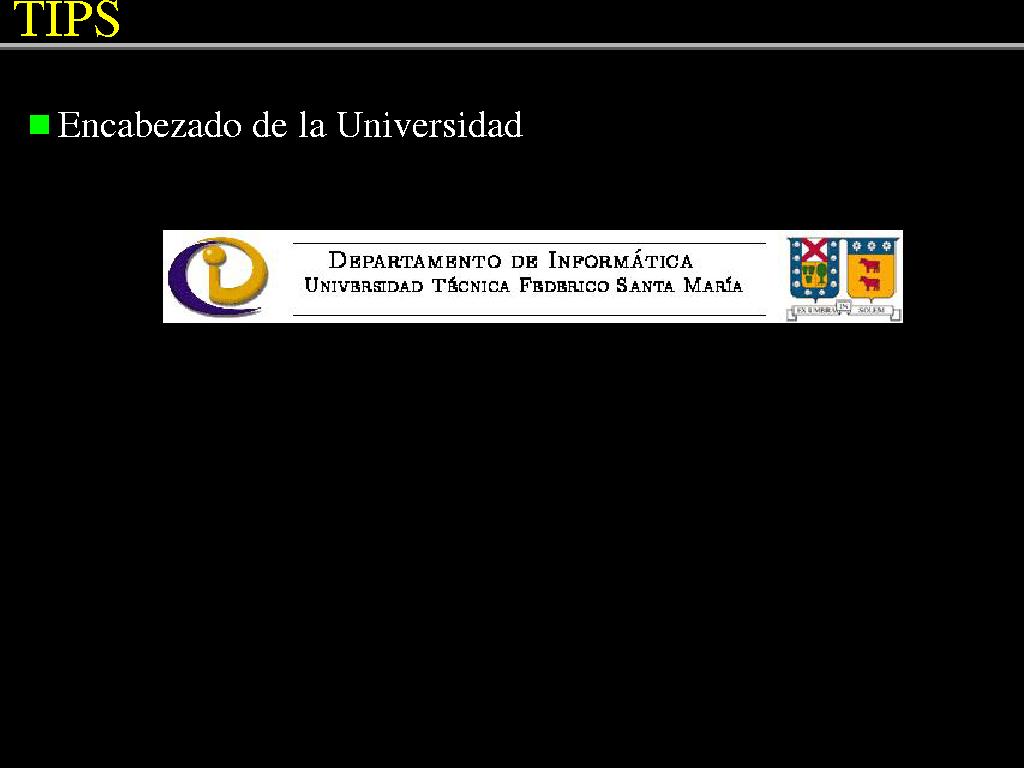 TIPS
Encabezado de la Universidad
DEPARTAMENTO DE INFORMÁTICA
UNIVERSIDAD TÉCNICA FEDERICO SANTA MARÍA
EX UMBRA IN SOLEM